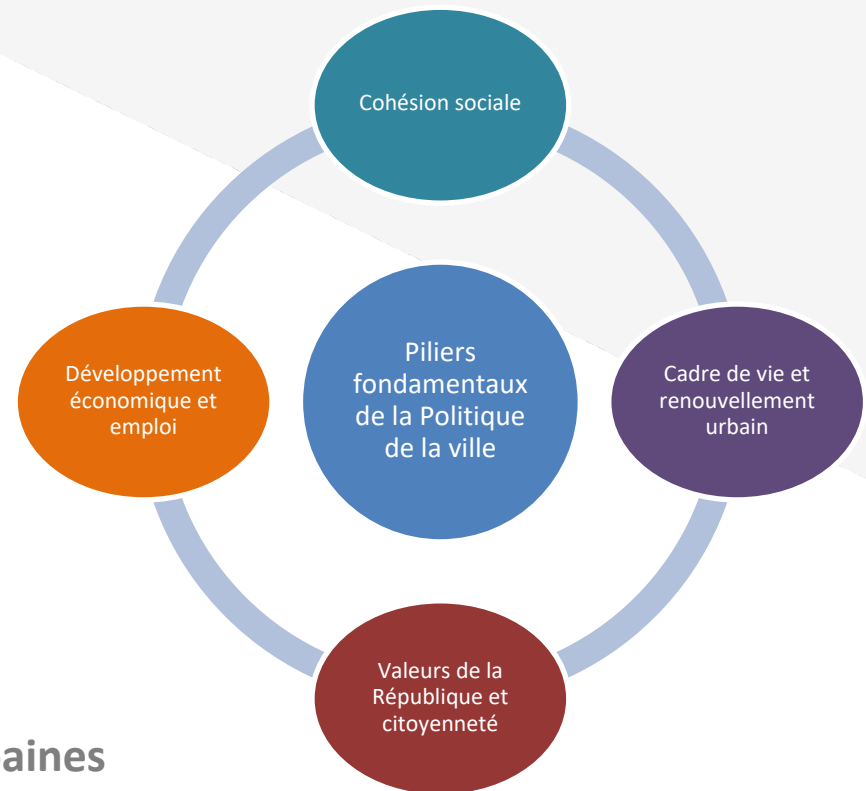 Cohésion sociale
Développement
économique et
emploi
Piliers
fondamentaux
de la Politique
de la ville
Cadre de vie et
renouvellement
urbain
Valeurs de la
République et
citoyenneté
aines